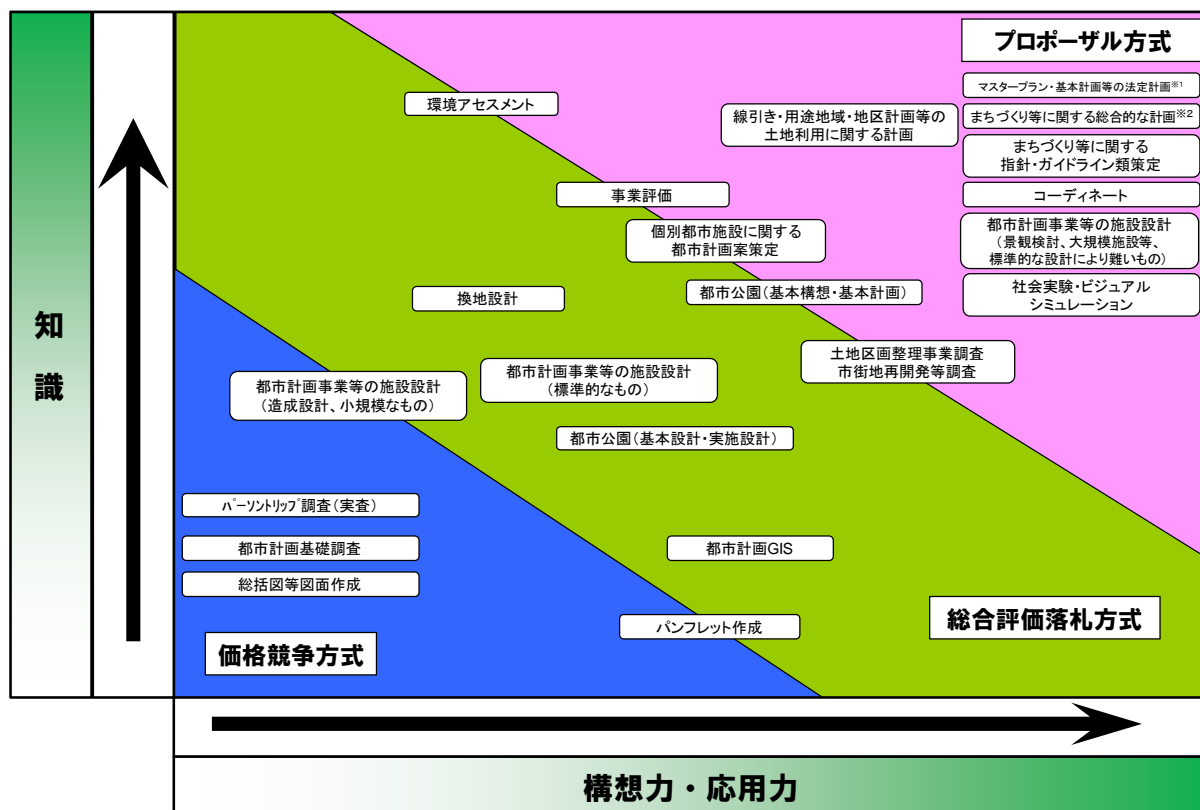 プロポーザル方式
マスタープラン・基本計画等の法定計画※1
環境アセスメント
線引き・用途地域・地区計画等の
土地利用に関する計画
まちづくり等に関する総合的な計画※2
まちづくり等に関する
指針・ガイドライン類策定
事業評価
コーディネート
個別都市施設に関する
都市計画案策定
都市計画事業等の施設設計
(景観検討、大規模施設等、
標準的な設計により難いもの)
換地設計
都市公園(基本構想・基本計画)
社会実験・ビジュアル
シミュレーション
知
識
土地区画整理事業調査
市街地再開発等調査
都市計画事業等の施設設計
(造成設計、小規模なもの)
都市計画事業等の施設設計
(標準的なもの)
都市公園(基本設計・実施設計)
パーソントリップ調査(実査)
都市計画基礎調査
都市計画GIS
総括図等図面作成
パンフレット作成
総合評価落札方式
価格競争方式
構想力・応用力